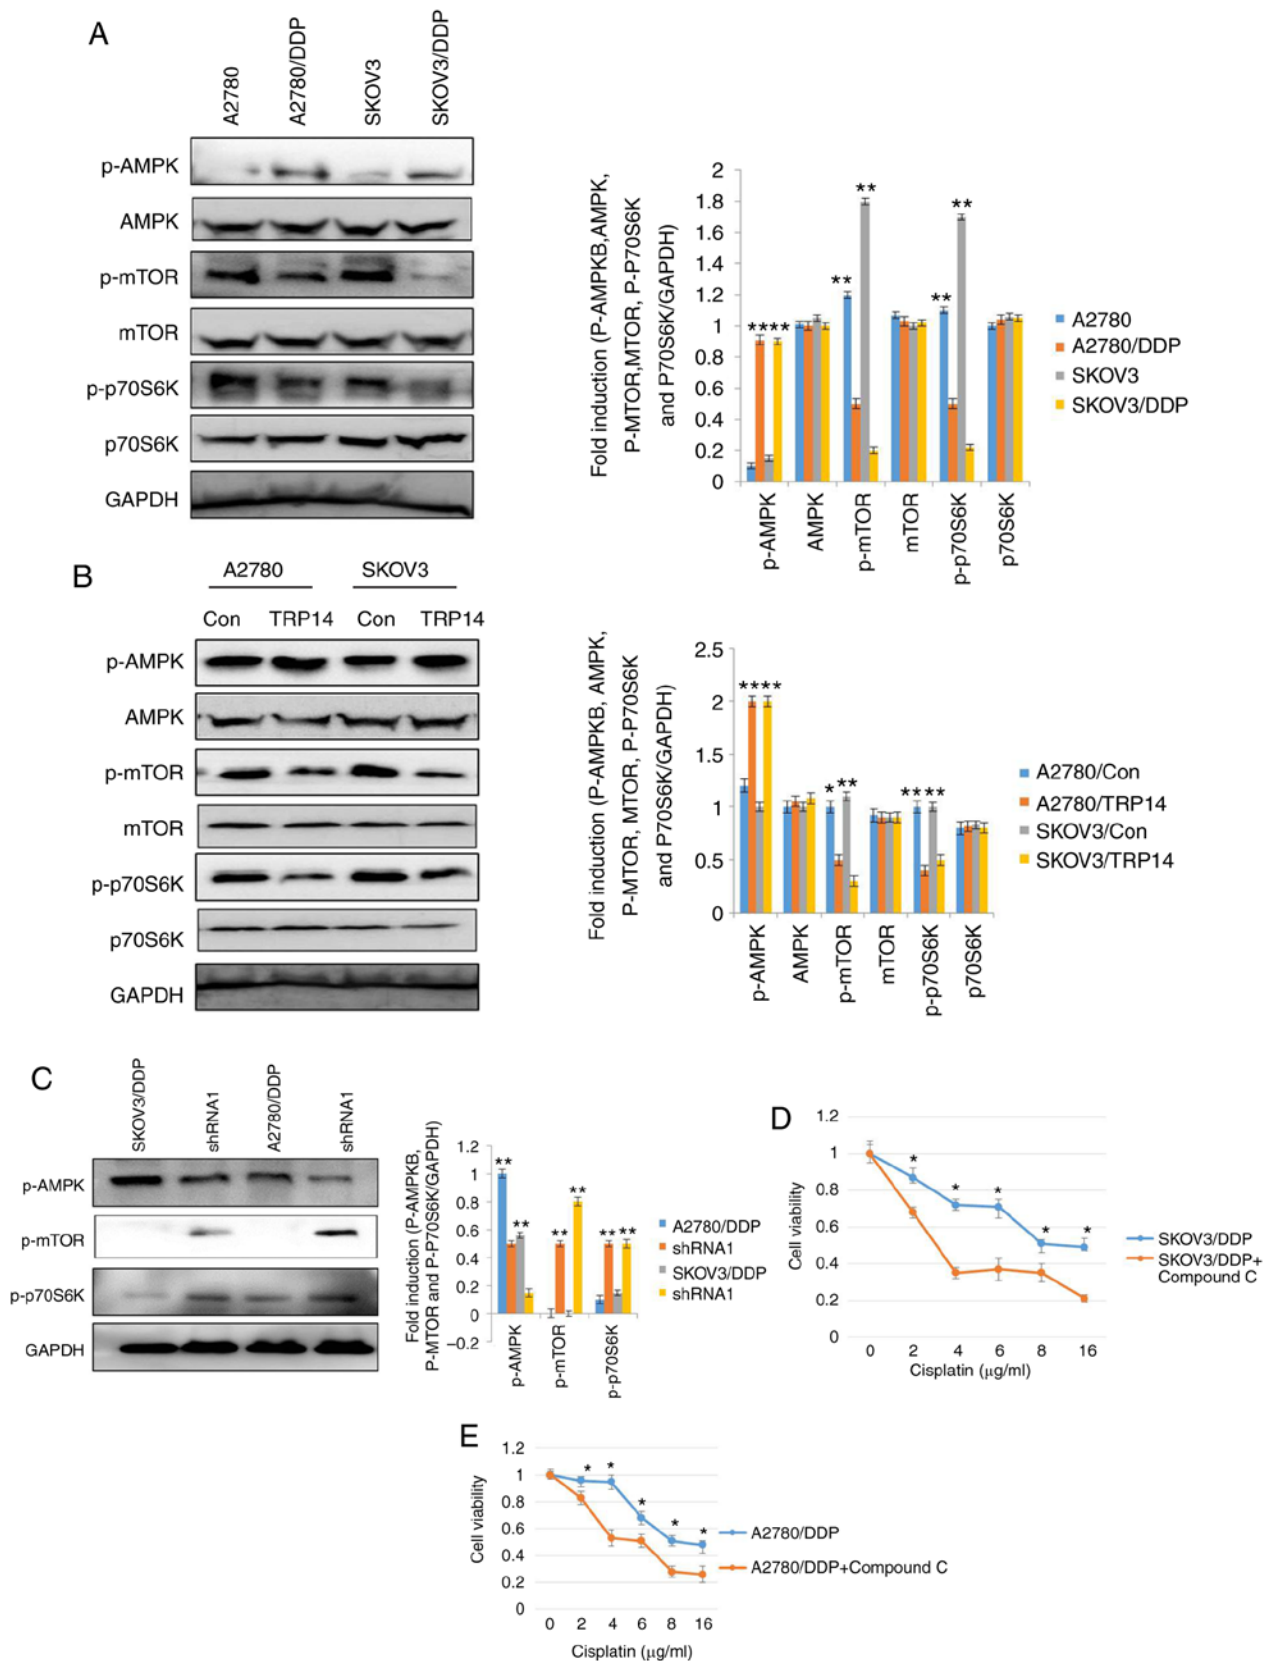 A
A2780
A2780/DDP
SKOV3
SKOV3/DDP
p-AMPK
AMPK
p-mTOR
mTOR
p-p70S6K
p70S6K
GAPDH
Fold induction (P-AMPKB,AMPK,
P-MTOR,MTOR, P-P70S6K
and P70S6K/GAPDH)
2
1.8
1.6
1.4
1.2
1
0.8
0.6
0.4
0.2
0
**** ** ** ** **
p-AMPK
AMPK
p-mTOR
mTOR
p-p70S6K
p70S6K
A2780
A2780/DDP
SKOV3
SKOV3/DDP
B
A2780 SKOV3
Con TRP14 Con TRP14
p-AMPK
AMPK
p-mTOR
mTOR
p-p70S6K
p70S6K
GAPDH
Fold induction (P-AMPKB, AMPK,
P-MTOR, MTOR, P-P70S6K
and P70S6K/GAPDH)
2.5
2
1.5
1
0.5
0
**** * ** ****
p-AMPK
AMPK
p-mTOR
mTOR
p-p70S6K
p70S6K
A2780/Con
A2780/TRP14
SKOV3/Con
SKOV3/TRP14
C
SKOV3/DDP
shRNA1
A2780/DDP
shRNA1
p-AMPK
p-mTOR
p-p70S6K
GAPDH
Fold induction (P-AMPKB,
P-MTOR and P-P70S6K/GAPDH)
1.2
1
0.8
0.6
0.4
0.2
0
−0.2
** ** ** ** ** **
p-AMPK
p-mTOR
p-p70S6K
A2780/DDP
shRNA1
SKOV3/DDP
shRNA1
D
Cell viability
1.2
1
0.8
0.6
0.4
0.2
0
* * * * *
0 2 4 6 8 16
Cisplatin (μg/ml)
SKOV3/DDP
SKOV3/DDP+
Compound C
E
Cell viability
1.2
1
0.8
0.6
0.4
0.2
0
* * * * *
0 2 4 6 8 16
Cisplatin (μg/ml)
A2780/DDP
A2780/DDP+Compound C